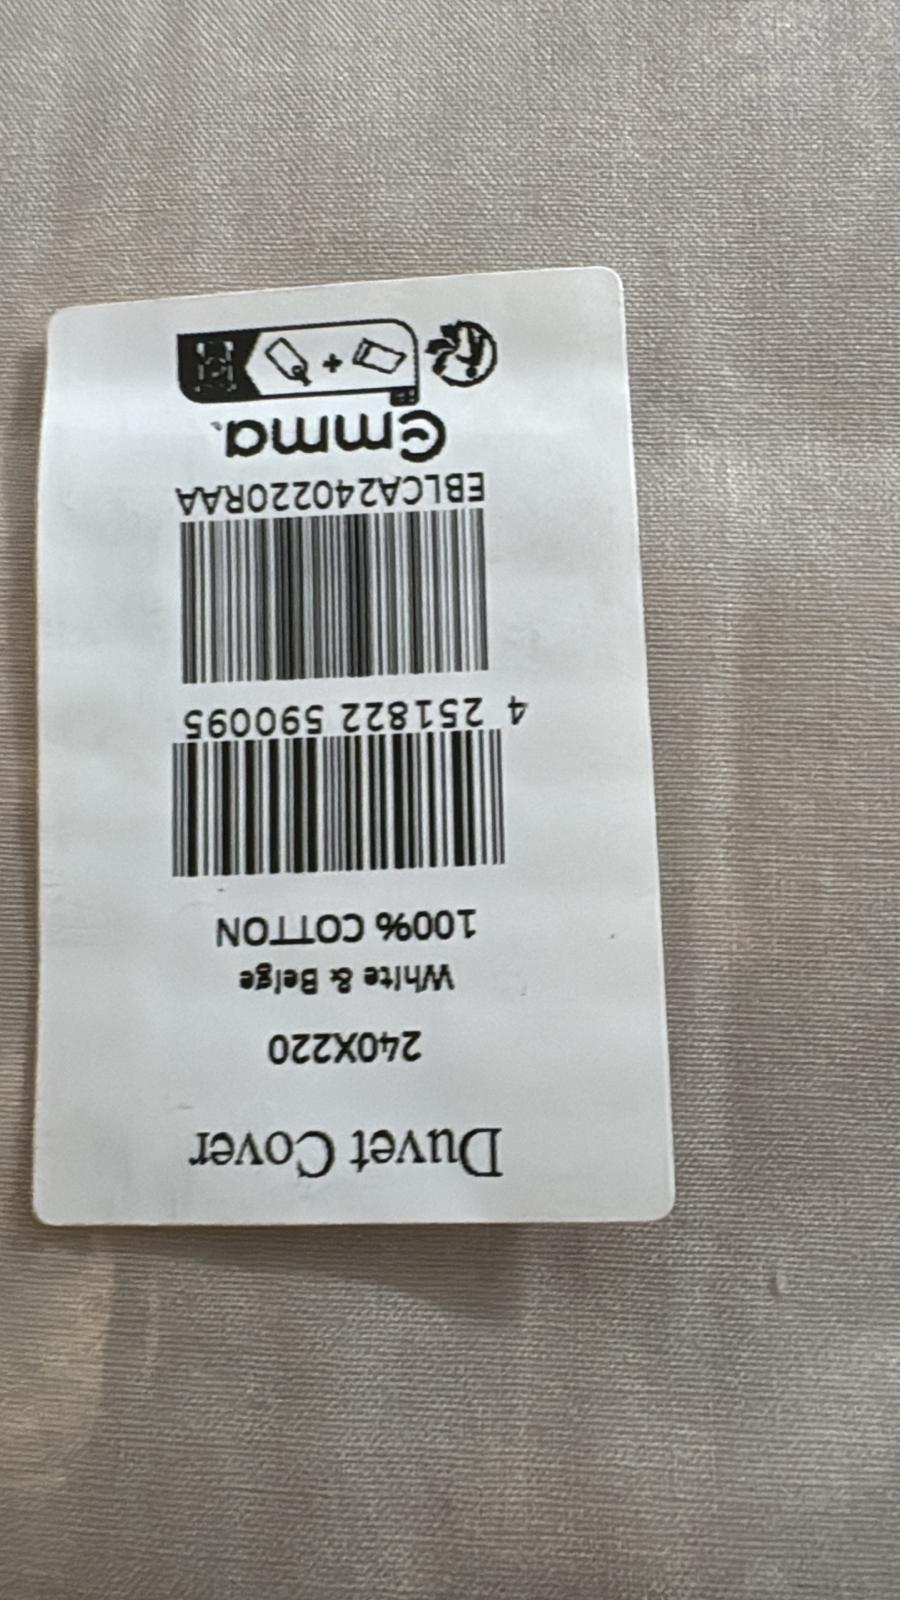 Duvet Cover
240X220
White & Beige
100% COTTON
4 251822 590095
EBLCA240220RAA
emma.